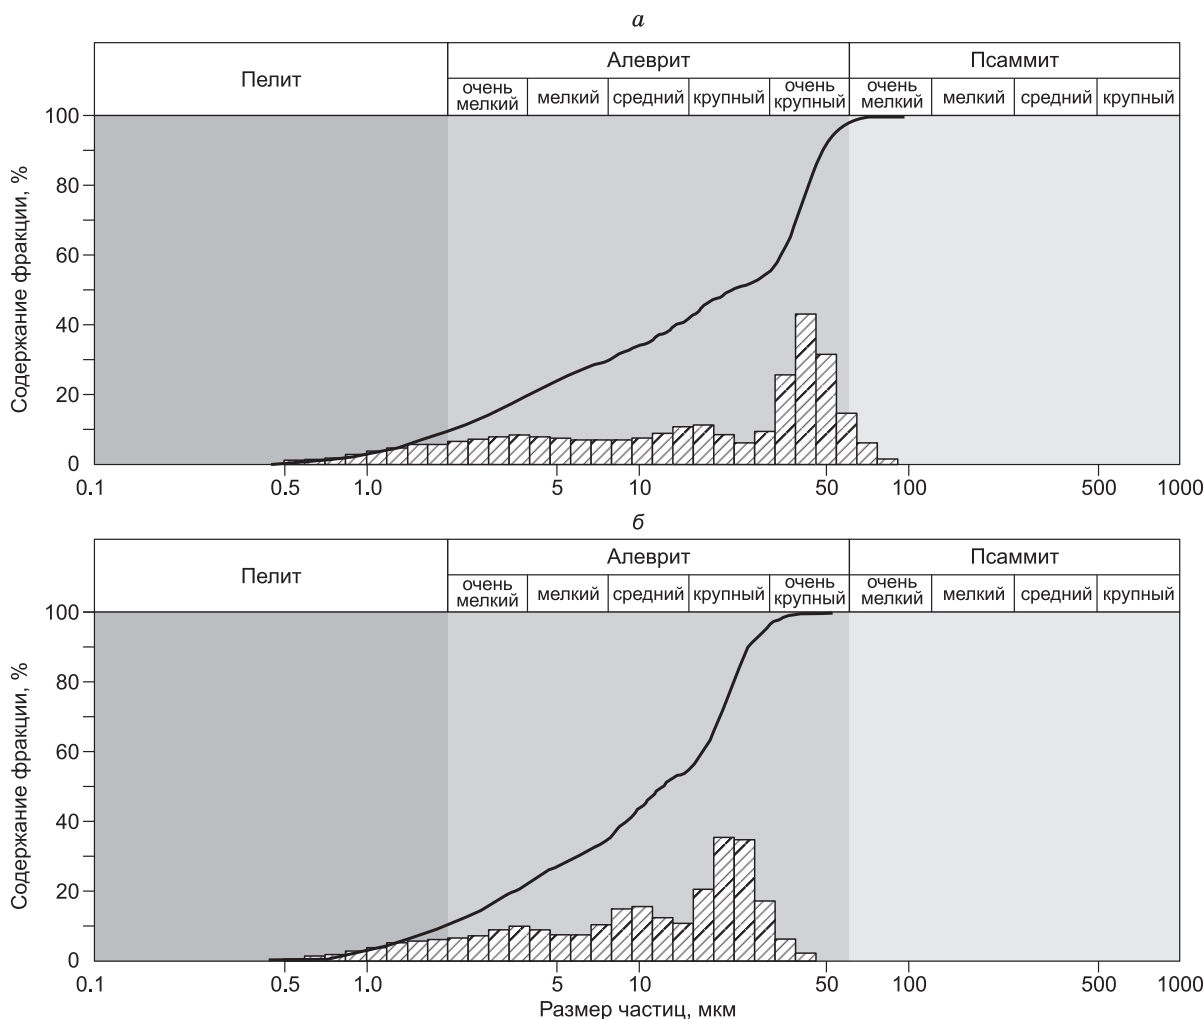 а
Пелит
Алеврит
Псаммит
очень
мелкий
мелкий
средний
крупный
очень
крупный
очень
мелкий
мелкий
средний
крупный
Содержание фракции, %
100
80
60
40
20
0
0.1
0.5
1.0
5
10
50
100
500
1000
б
Пелит
Алеврит
Псаммит
очень
мелкий
мелкий
средний
крупный
очень
крупный
очень
мелкий
мелкий
средний
крупный
Содержание фракции, %
100
80
60
40
20
0
0.1
0.5
1.0
5
10
50
100
500
1000
Размер частиц, мкм